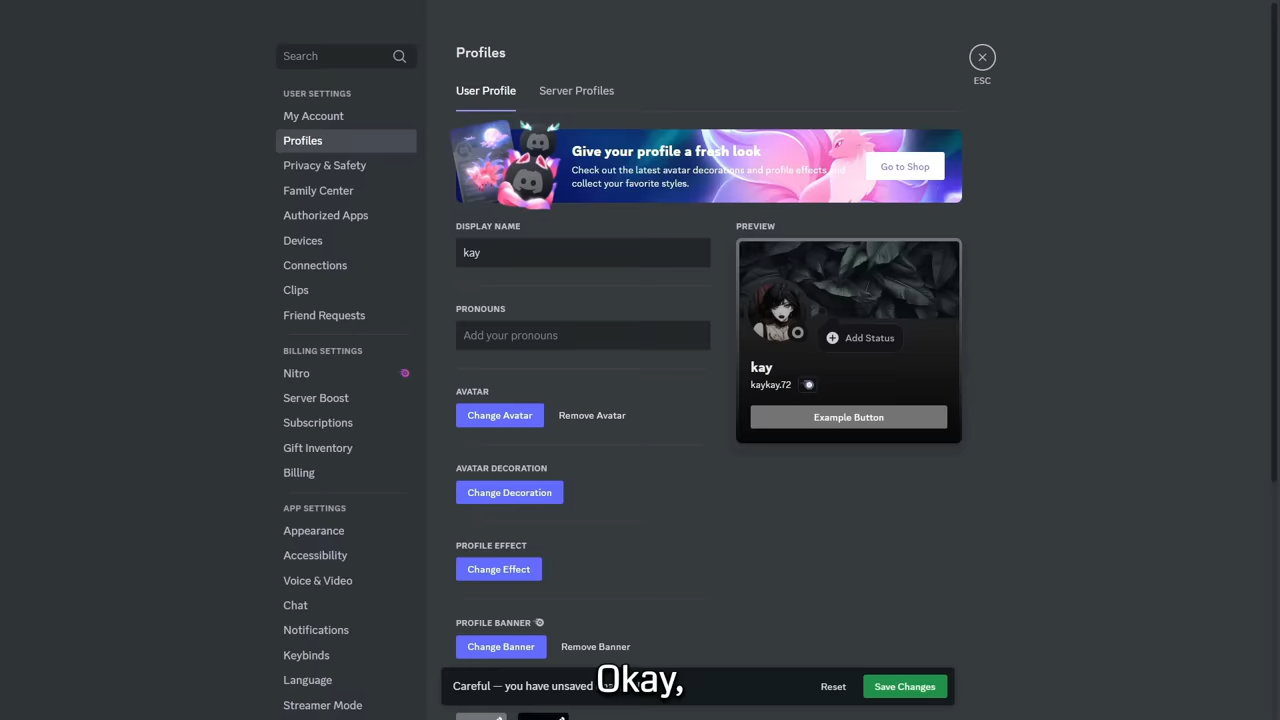 Search
USER SETTINGS
My Account
Profiles
Privacy & Safety
Family Center
Authorized Apps
Devices
Connections
Clips
Friend Requests
BILLING SETTINGS
Nitro
Server Boost
Subscriptions
Gift Inventory
Billing
APP SETTINGS
Appearance
Accessibility
Voice & Video
Chat
Notifications
Keybinds
Language
Streamer Mode
Profiles
ESC
User Profile Server Profiles
Give your profile a fresh look
Check out the latest avatar decorations and profile effects, and
collect your favorite styles.
Go to Shop
DISPLAY NAME
kay
PRONOUNS
Add your pronouns
AVATAR
Change Avatar Remove Avatar
AVATAR DECORATION
Change Decoration
PROFILE EFFECT
Change Effect
PROFILE BANNER
Change Banner Remove Banner
PREVIEW
Add Status
kay
kaykay.72
Example Button
Careful — you have unsaved
Reset Save Changes
Okay,